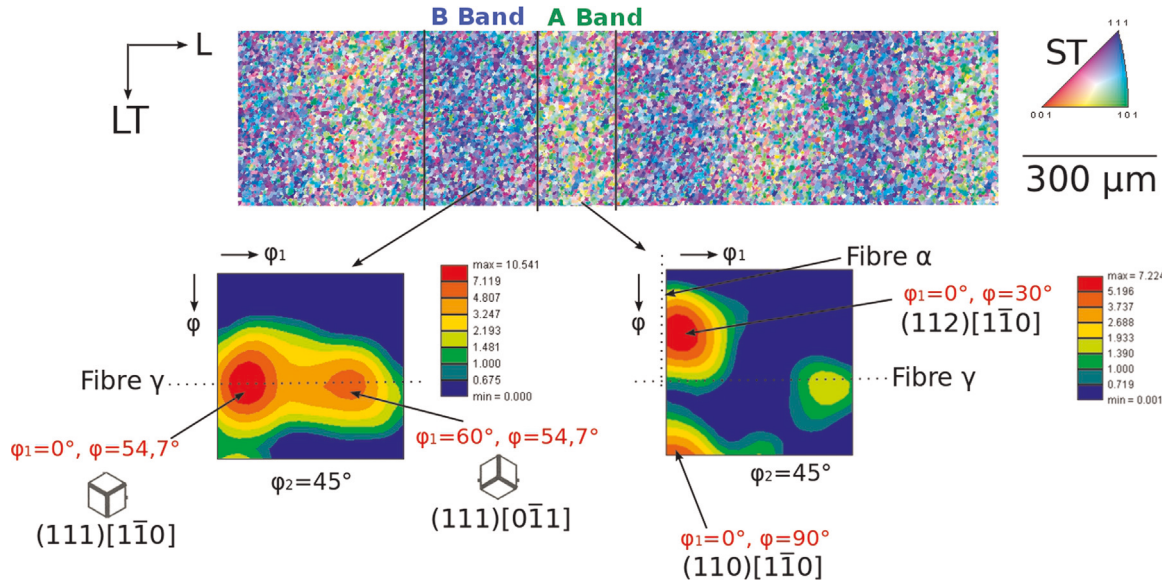 B Band A Band
L
LT
ST
111
001 101
300 µm
φ1
φ
max = 10.541
7.119
4.807
3.247
2.193
1.481
1.000
0.675
min = 0.000
Fibre γ
φ1=0°, φ=54,7°
(111)[11̅0]
φ1=60°, φ=54,7°
(111)[01̅1]
φ2=45°
φ1
φ
Fibre α
φ1=0°, φ=30°
(112)[11̅0]
Fibre γ
max = 7.224
5.196
3.737
2.688
1.933
1.390
1.000
0.719
min = 0.001
φ2=45°
φ1=0°, φ=90°
(110)[11̅0]